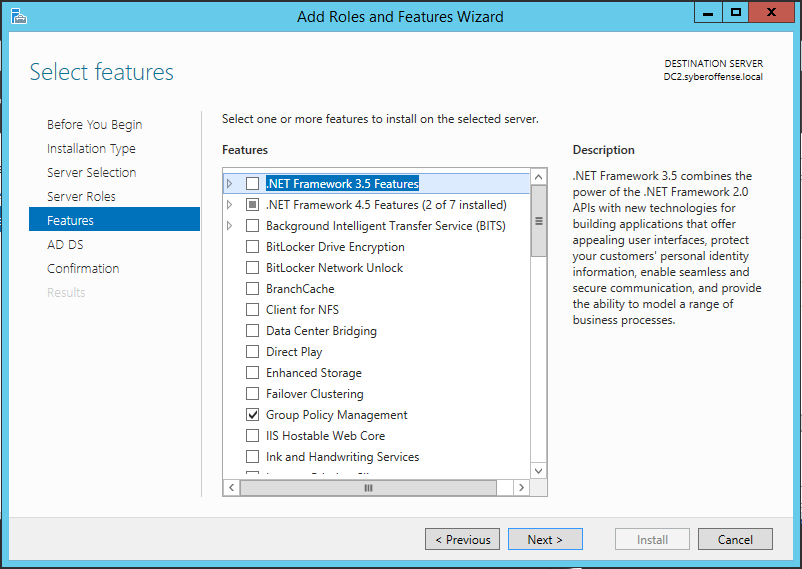 Add Roles and Features Wizard
Select features
DESTINATION SERVER
DC2.syberoffense.local
Before You Begin
Installation Type
Server Selection
Server Roles
Features
AD DS
Confirmation
Results
Select one or more features to install on the selected server.
Features
.NET Framework 3.5 Features
.NET Framework 4.5 Features (2 of 7 installed)
Background Intelligent Transfer Service (BITS)
BitLocker Drive Encryption
BitLocker Network Unlock
BranchCache
Client for NFS
Data Center Bridging
Direct Play
Enhanced Storage
Failover Clustering
Group Policy Management
IIS Hostable Web Core
Ink and Handwriting Services
Description
.NET Framework 3.5 combines the
power of the .NET Framework 2.0
APIs with new technologies for
building applications that offer
appealing user interfaces, protect
your customers' personal identity
information, enable seamless and
secure communication, and provide
the ability to model a range of
business processes.
< Previous
Next >
Install
Cancel